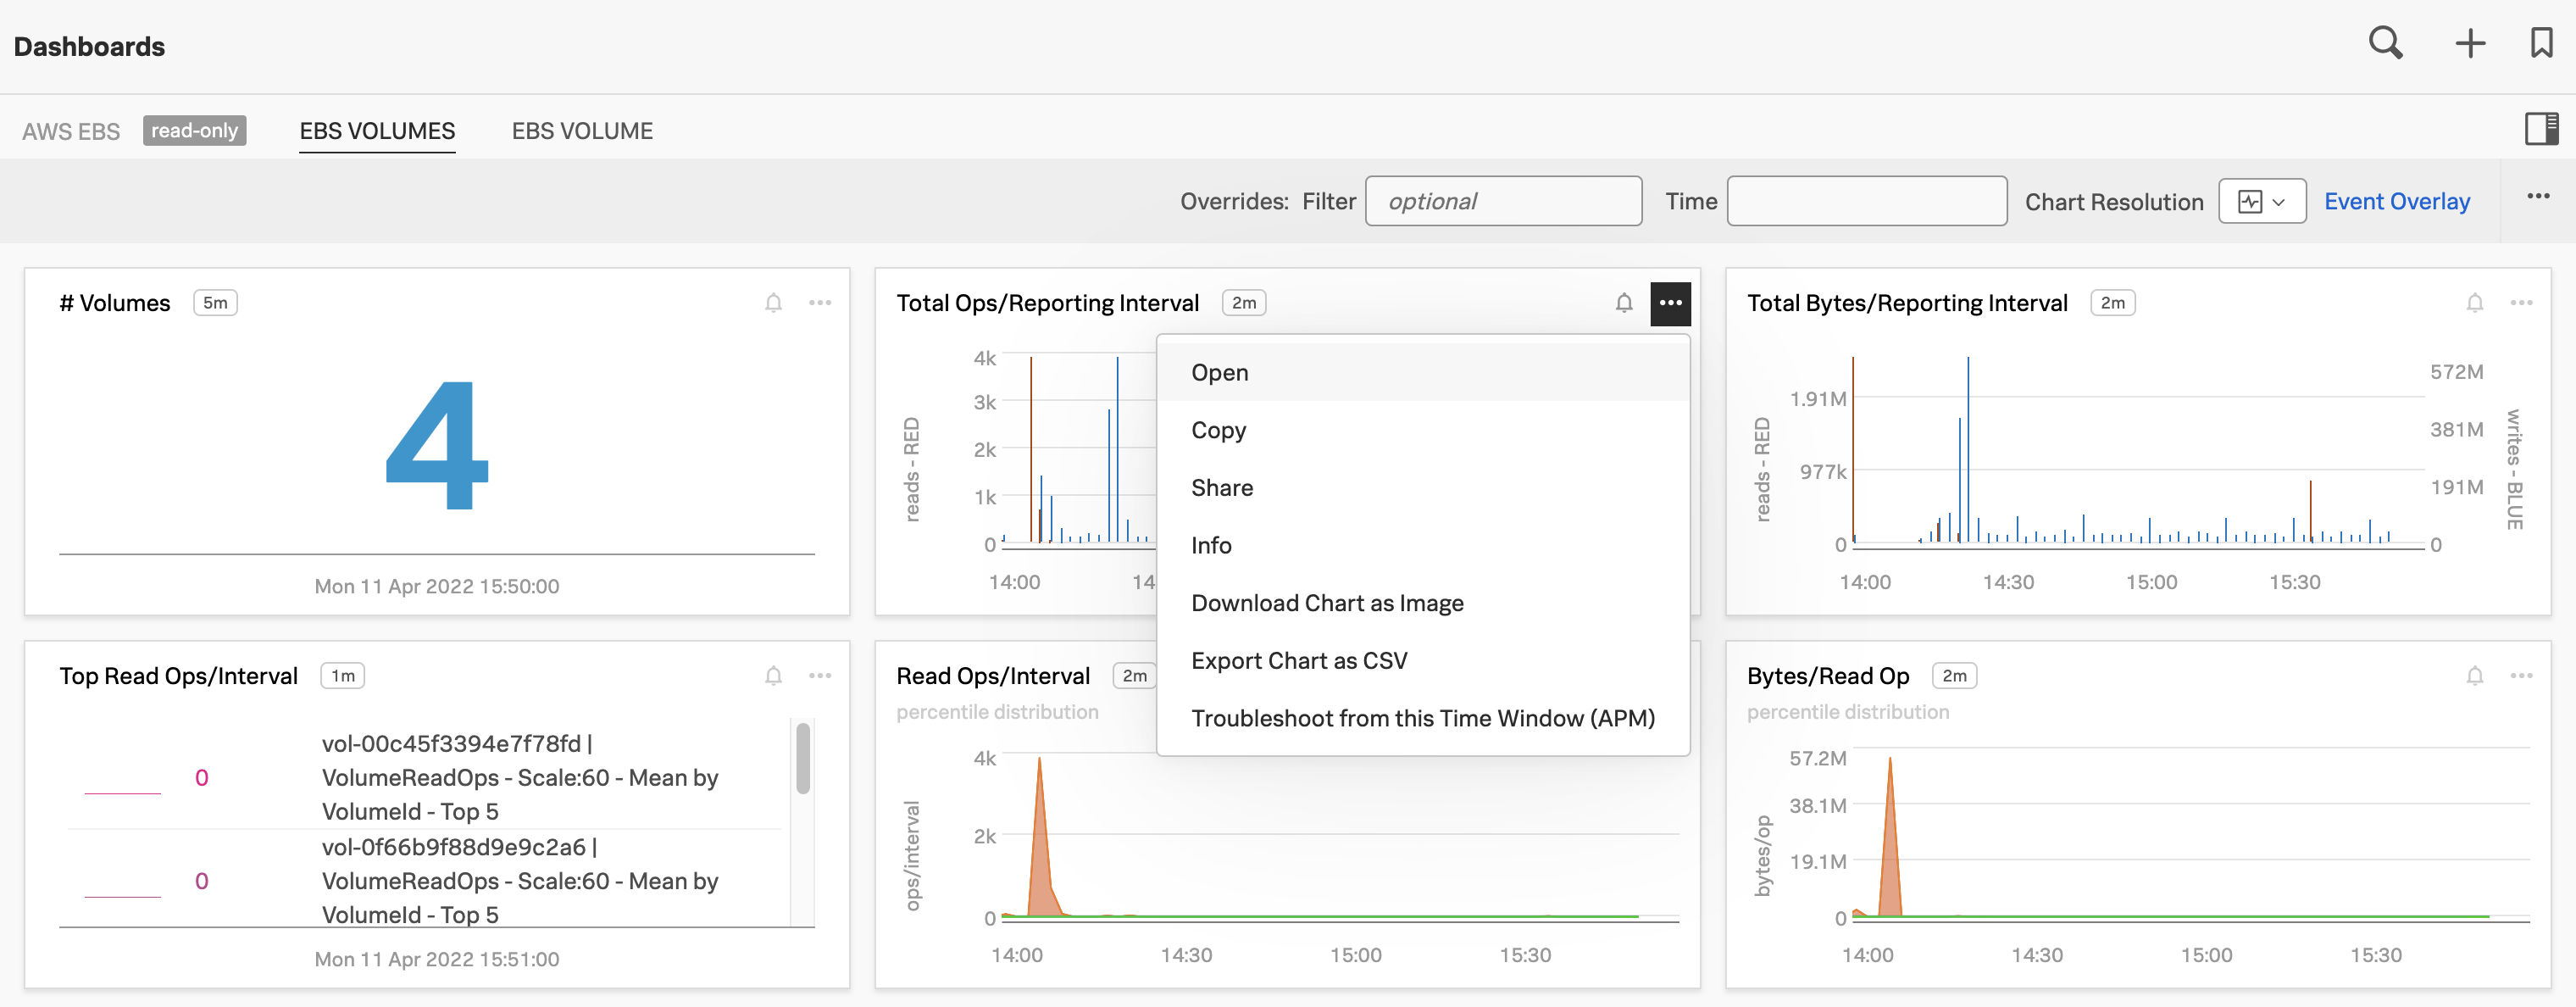 Dashboards
AWS EBS read-only EBS VOLUMES EBS VOLUME
Overrides: Filter optional Time Chart Resolution Event Overlay
# Volumes 5m
4
Mon 11 Apr 2022 15:50:00
Total Ops/Reporting Interval 2m
reads - RED
4k
3k
2k
1k
0
14:00 14
Open
Copy
Share
Info
Download Chart as Image
Export Chart as CSV
Troubleshoot from this Time Window (APM)
Total Bytes/Reporting Interval 2m
reads - RED
1.91M
977k
0
572M
381M
191M
0
writes - BLUE
14:00 14:30 15:00 15:30
Top Read Ops/Interval 1m
0
vol-00c45f3394e7f78fd |
VolumeReadOps - Scale:60 - Mean by
VolumeId - Top 5
0
vol-0f66b9f88d9e9c2a6 |
VolumeReadOps - Scale:60 - Mean by
VolumeId - Top 5
Mon 11 Apr 2022 15:51:00
Read Ops/Interval 2m
percentile distribution
ops/interval
4k
2k
0
14:00 14:30 15:00 15:30
Bytes/Read Op 2m
percentile distribution
bytes/op
57.2M
38.1M
19.1M
0
14:00 14:30 15:00 15:30